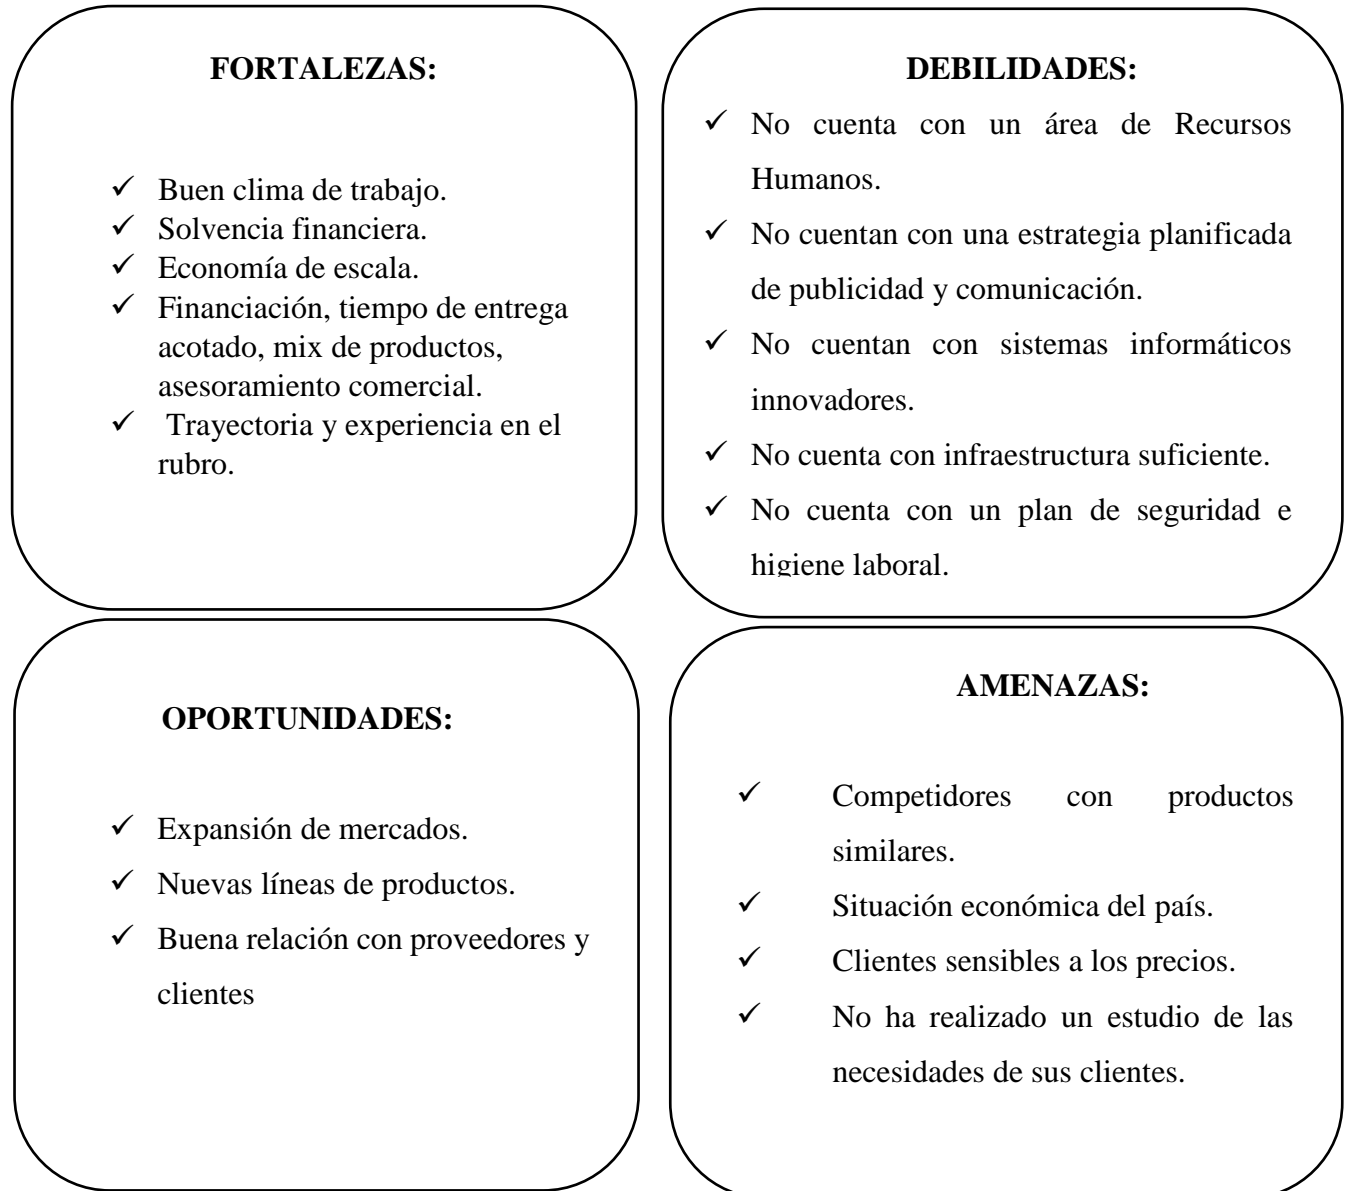 FORTALEZAS:
✓ Buen clima de trabajo.
✓ Solvencia financiera.
✓ Economía de escala.
✓ Financiación, tiempo de entrega
acotado, mix de productos,
asesoramiento comercial.
✓ Trayectoria y experiencia en el
rubro.
DEBILIDADES:
✓ No cuenta con un área de Recursos
Humanos.
✓ No cuentan con una estrategia planificada
de publicidad y comunicación.
✓ No cuentan con sistemas informáticos
innovadores.
✓ No cuenta con infraestructura suficiente.
✓ No cuenta con un plan de seguridad e
higiene laboral.
OPORTUNIDADES:
✓ Expansión de mercados.
✓ Nuevas líneas de productos.
✓ Buena relación con proveedores y
clientes
AMENAZAS:
✓ Competidores con productos
similares.
✓ Situación económica del país.
✓ Clientes sensibles a los precios.
✓ No ha realizado un estudio de las
necesidades de sus clientes.